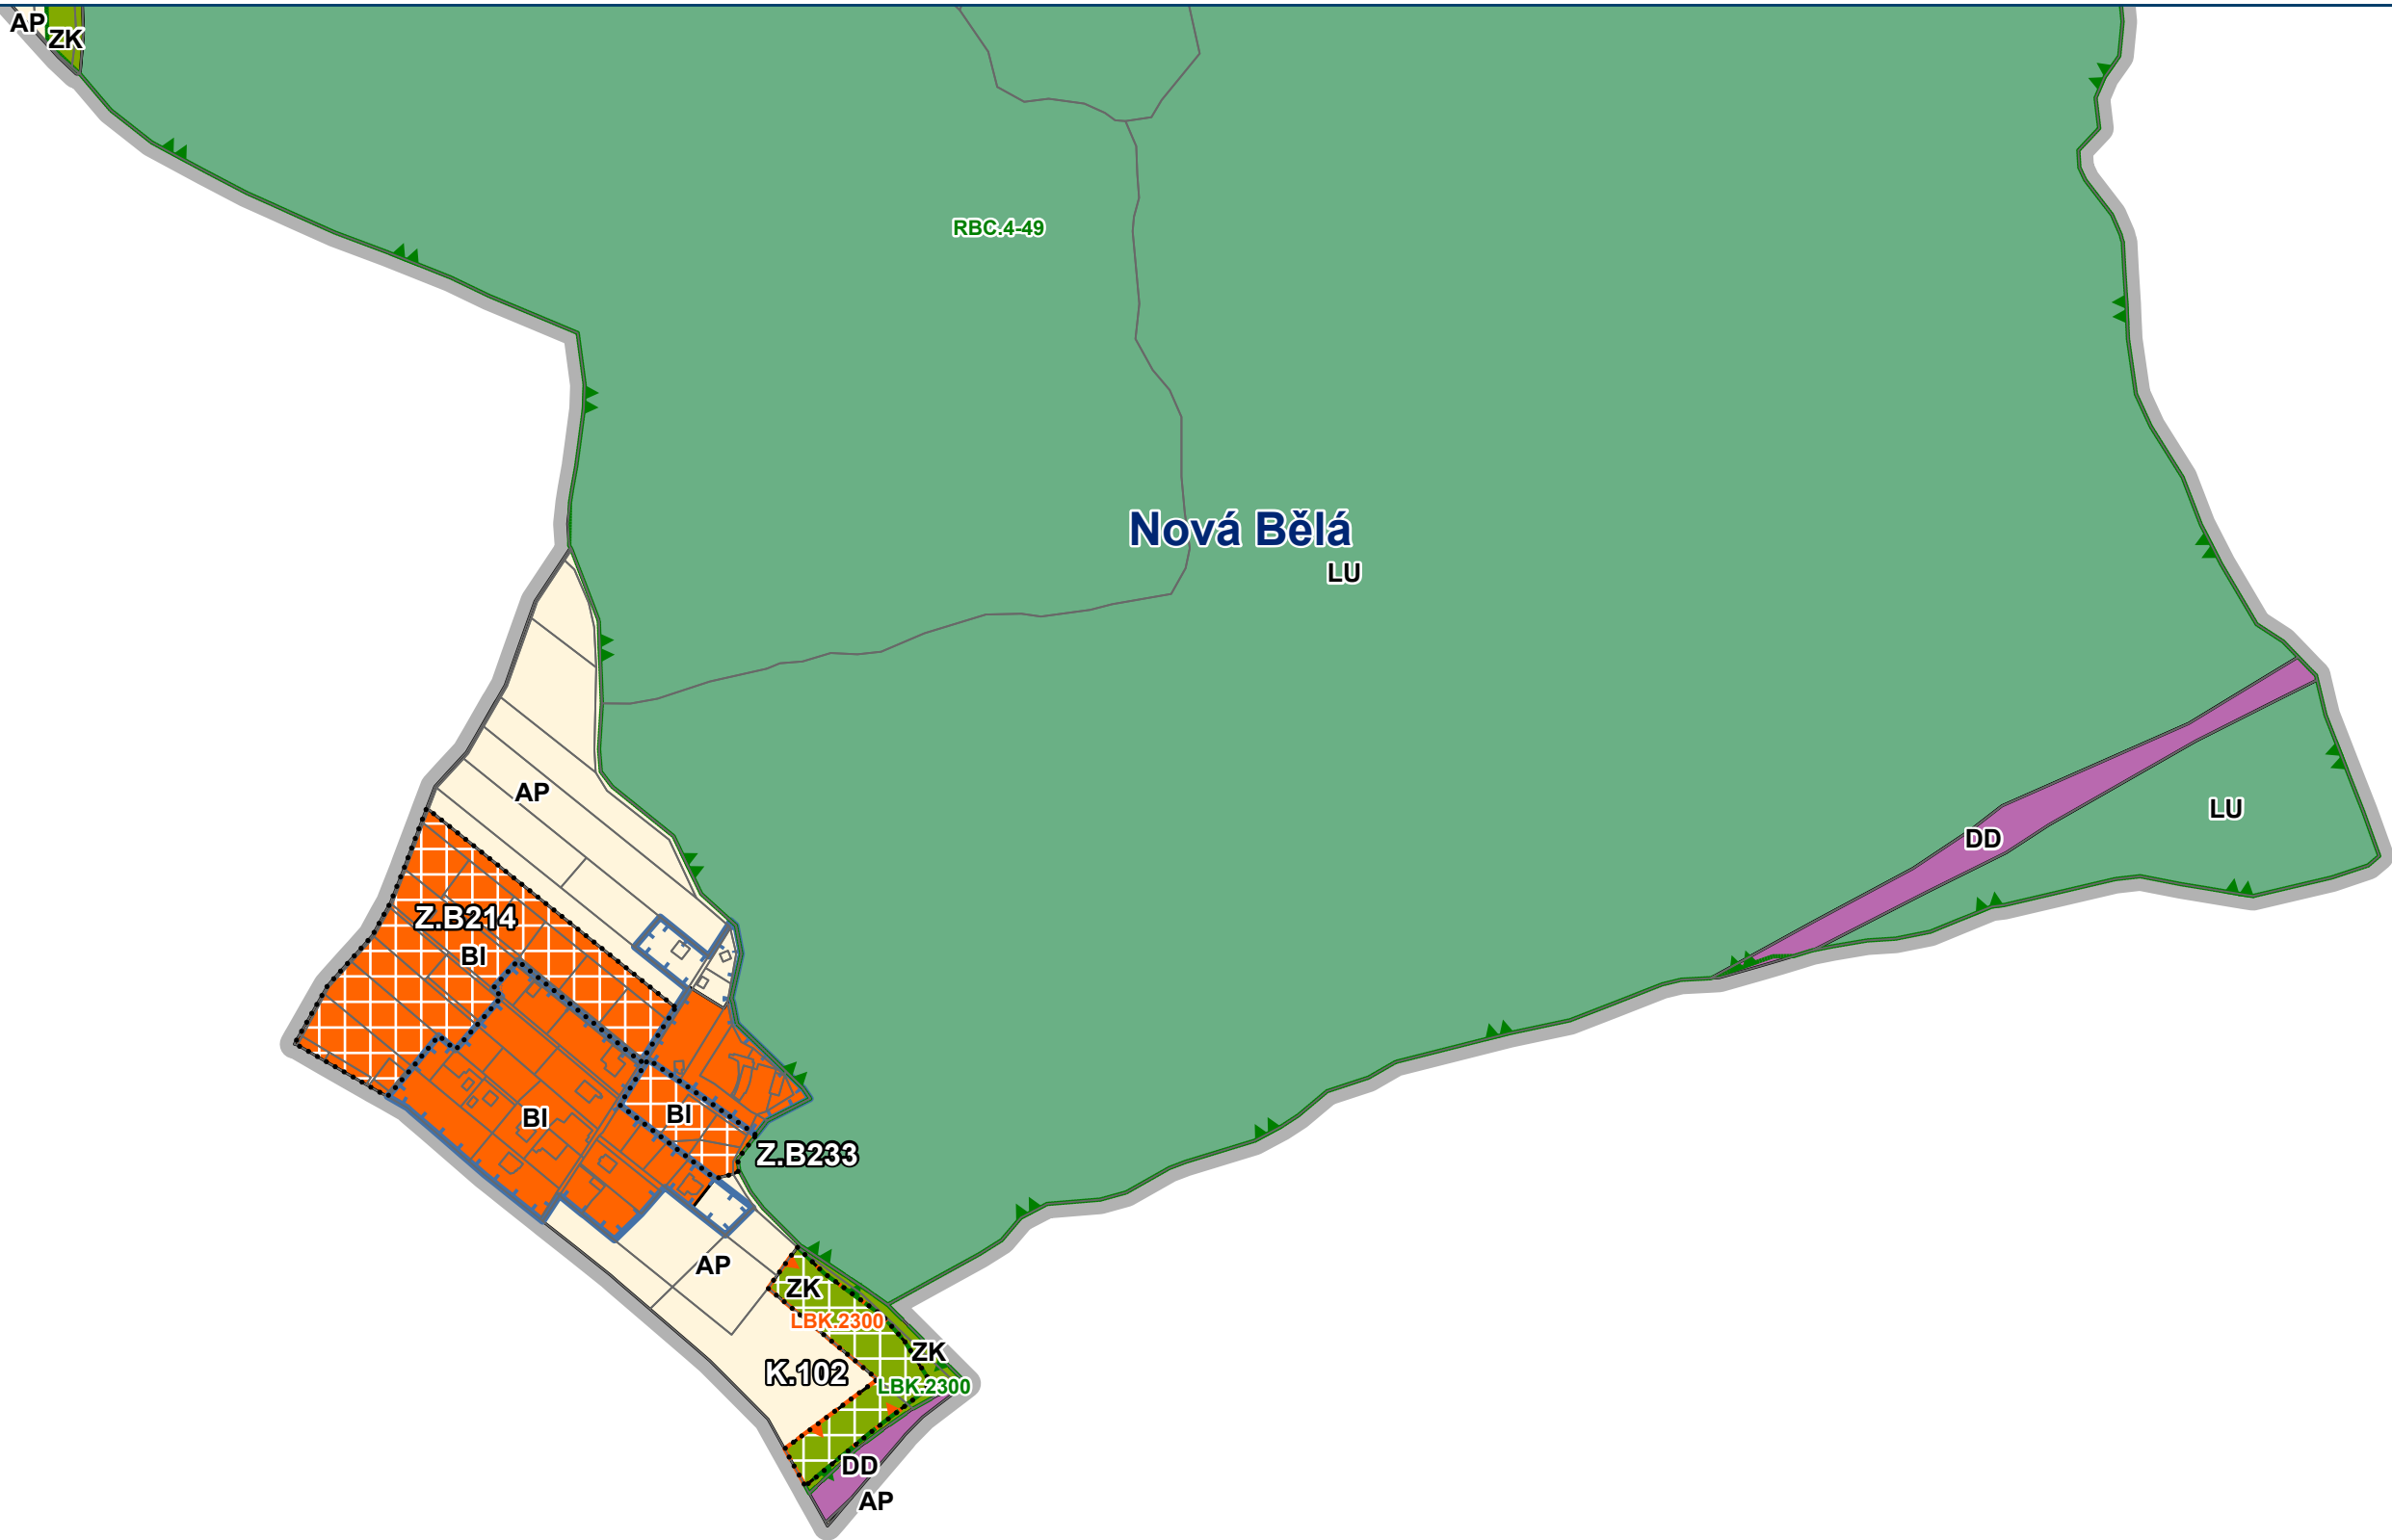 AP
ZK
RBC.4-49
Nová Bělá
LU
AP
LU
DD
Z.B214
BI
BI
BI
Z.B233
AP
ZK
LBK.2300
ZK
K.102
LBK.2300
DD
AP